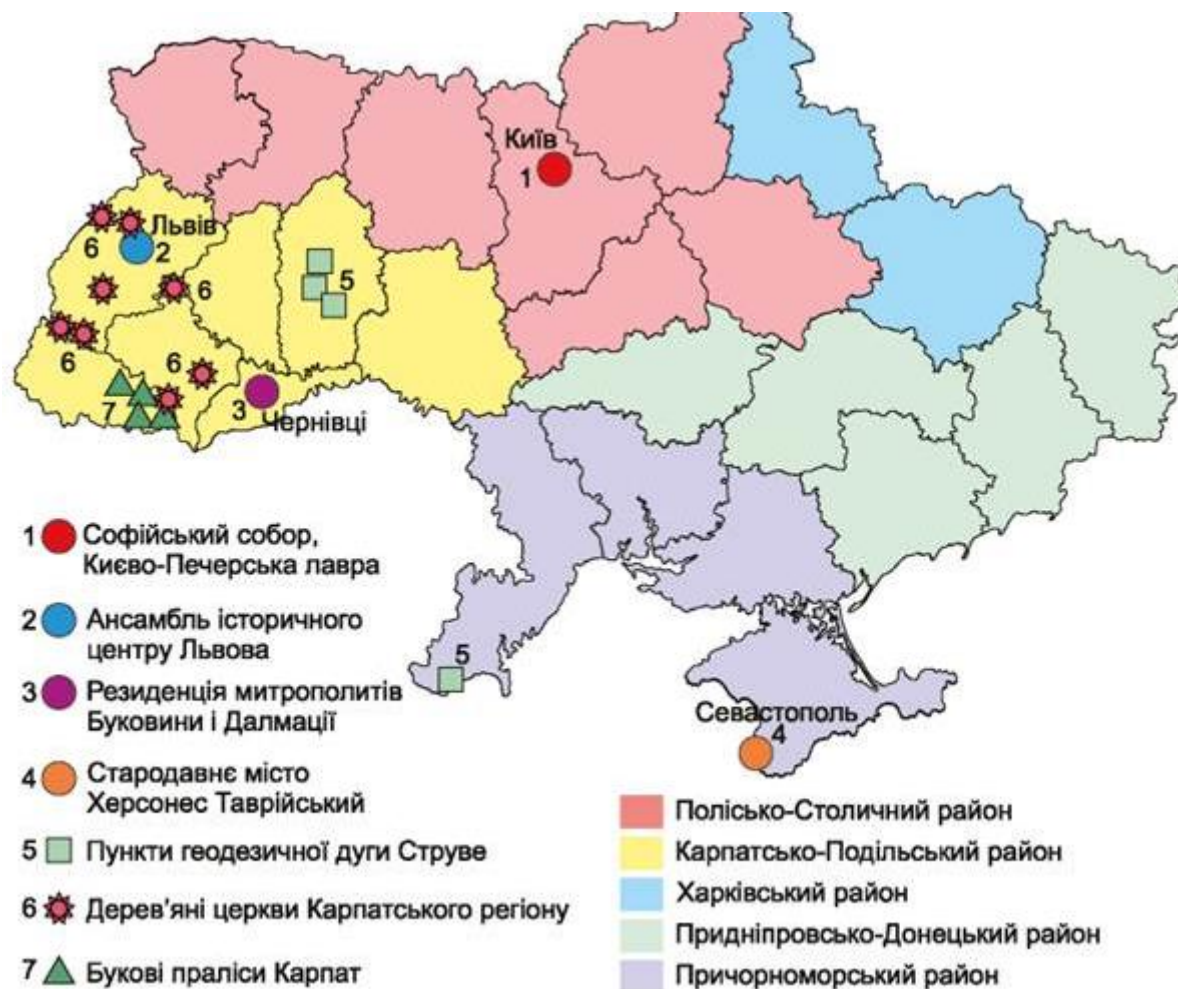 Київ
1
Львів
6
2
6
5
6
6
7
3
Чернівці
5
Севастополь
4
1 Софійський собор,
Києво-Печерська лавра
2 Ансамбль історичного
центру Львова
3 Резиденція митрополитів
Буковини і Далмації
4 Стародавнє місто
Херсонес Таврійський
5 Пункти геодезичної дуги Струве
6 Дерев’яні церкви Карпатського регіону
7 Букові праліси Карпат
Полісько-Столичний район
Карпатсько-Подільський район
Харківський район
Придніпровсько-Донецький район
Причорноморський район